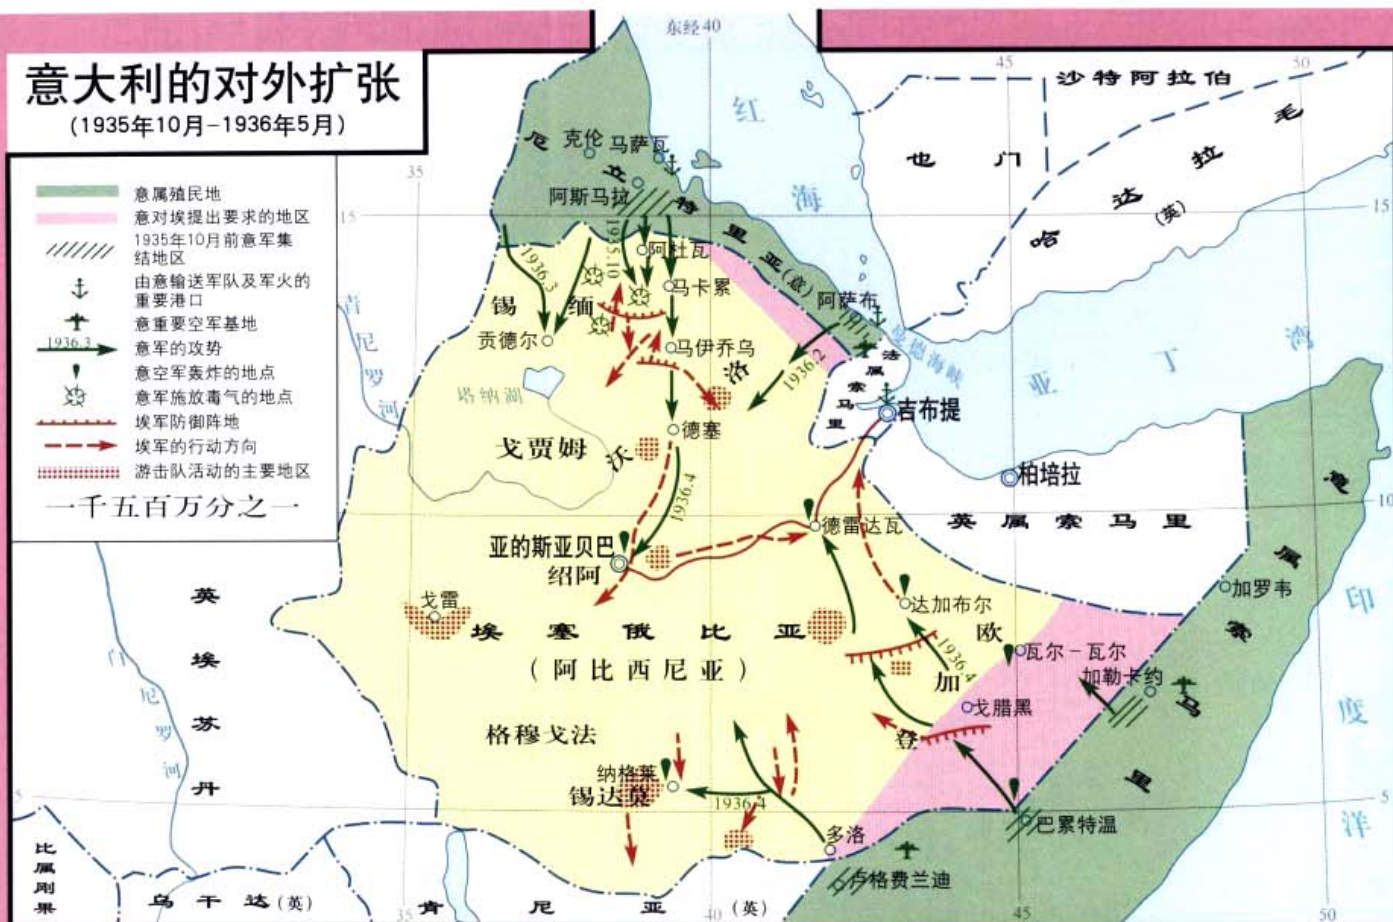 东经40
意大利的对外扩张
(1935年10月-1936年5月)
意属殖民地
意对埃提出要求的地区
1935年10月前意军集
结地区
由意输送军队及军火的
重要港口
意重要空军基地
1936.3
意军的攻势
意空军轰炸的地点
意军施放毒气的地点
埃军防御阵地
埃军的行动方向
游击队活动的主要地区
一千五百万分之一
45
50
沙特阿拉伯
红海
也门
哈达拉毛
(英)
35
15
15
厄立特里亚(意)
克伦
马萨瓦
阿斯马拉
1936.3
1935.10
阿杜瓦
马卡累
锡缅
贡德尔
马伊乔乌
阿萨布
曼德海峡
1936.2
法属索马里
吉布提
亚丁湾
青尼罗河
塔纳湖
戈贾姆
沃洛
德塞
1936.4
柏培拉
英属索马里
10
德雷达瓦
亚的斯亚贝巴
绍阿
戈雷
埃塞俄比亚
(阿比西尼亚)
达加布尔
1936.4
欧加登
瓦尔-瓦尔
加勒卡约
戈腊黑
加罗韦
意属索马里
印度洋
英埃苏丹
白尼罗河
格穆戈法
纳格莱
锡达莫
1936.4
多洛
巴累特温
卢格费兰迪
5
5
比属刚果
乌干达(英)
35
肯尼亚(英)
40
45
50